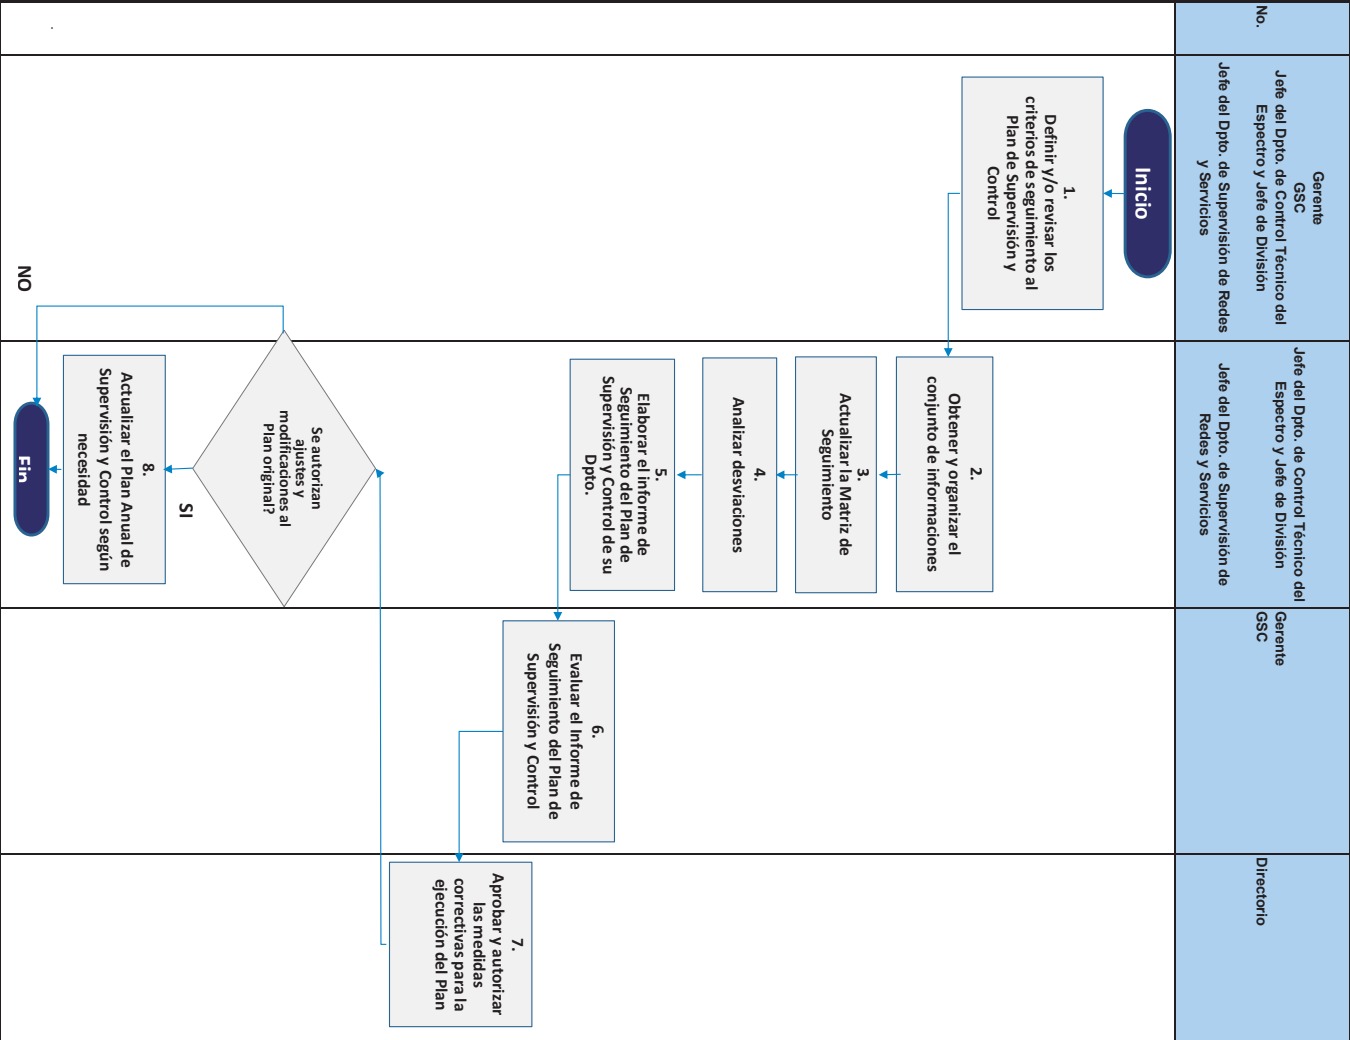 No.
Gerente
GSC
Jefe del Dpto. de Control Técnico del
Espectro y Jefe de División
Jefe del Dpto. de Supervisión de Redes
y Servicios
Jefe del Dpto. de Control Técnico del
Espectro y Jefe de División
Jefe del Dpto. de Supervisión de
Redes y Servicios
Gerente
GSC
Directorio
Inicio
1.
Definir y/o revisar los
criterios de seguimiento al
Plan de Supervisión y
Control
2.
Obtener y organizar el
conjunto de informaciones
3.
Actualizar la Matriz de
Seguimiento
4.
Analizar desviaciones
5.
Elaborar el informe de
Seguimiento del Plan de
Supervisión y Control de su
Dpto.
6.
Evaluar el Informe de
Seguimiento del Plan de
Supervisión y Control
7.
Aprobar y autorizar
las medidas
correctivas para la
ejecución del Plan
Se autorizan
ajustes y
modificaciones al
Plan original?
NO
SI
8.
Actualizar el Plan Anual de
Supervisión y Control según
necesidad
Fin